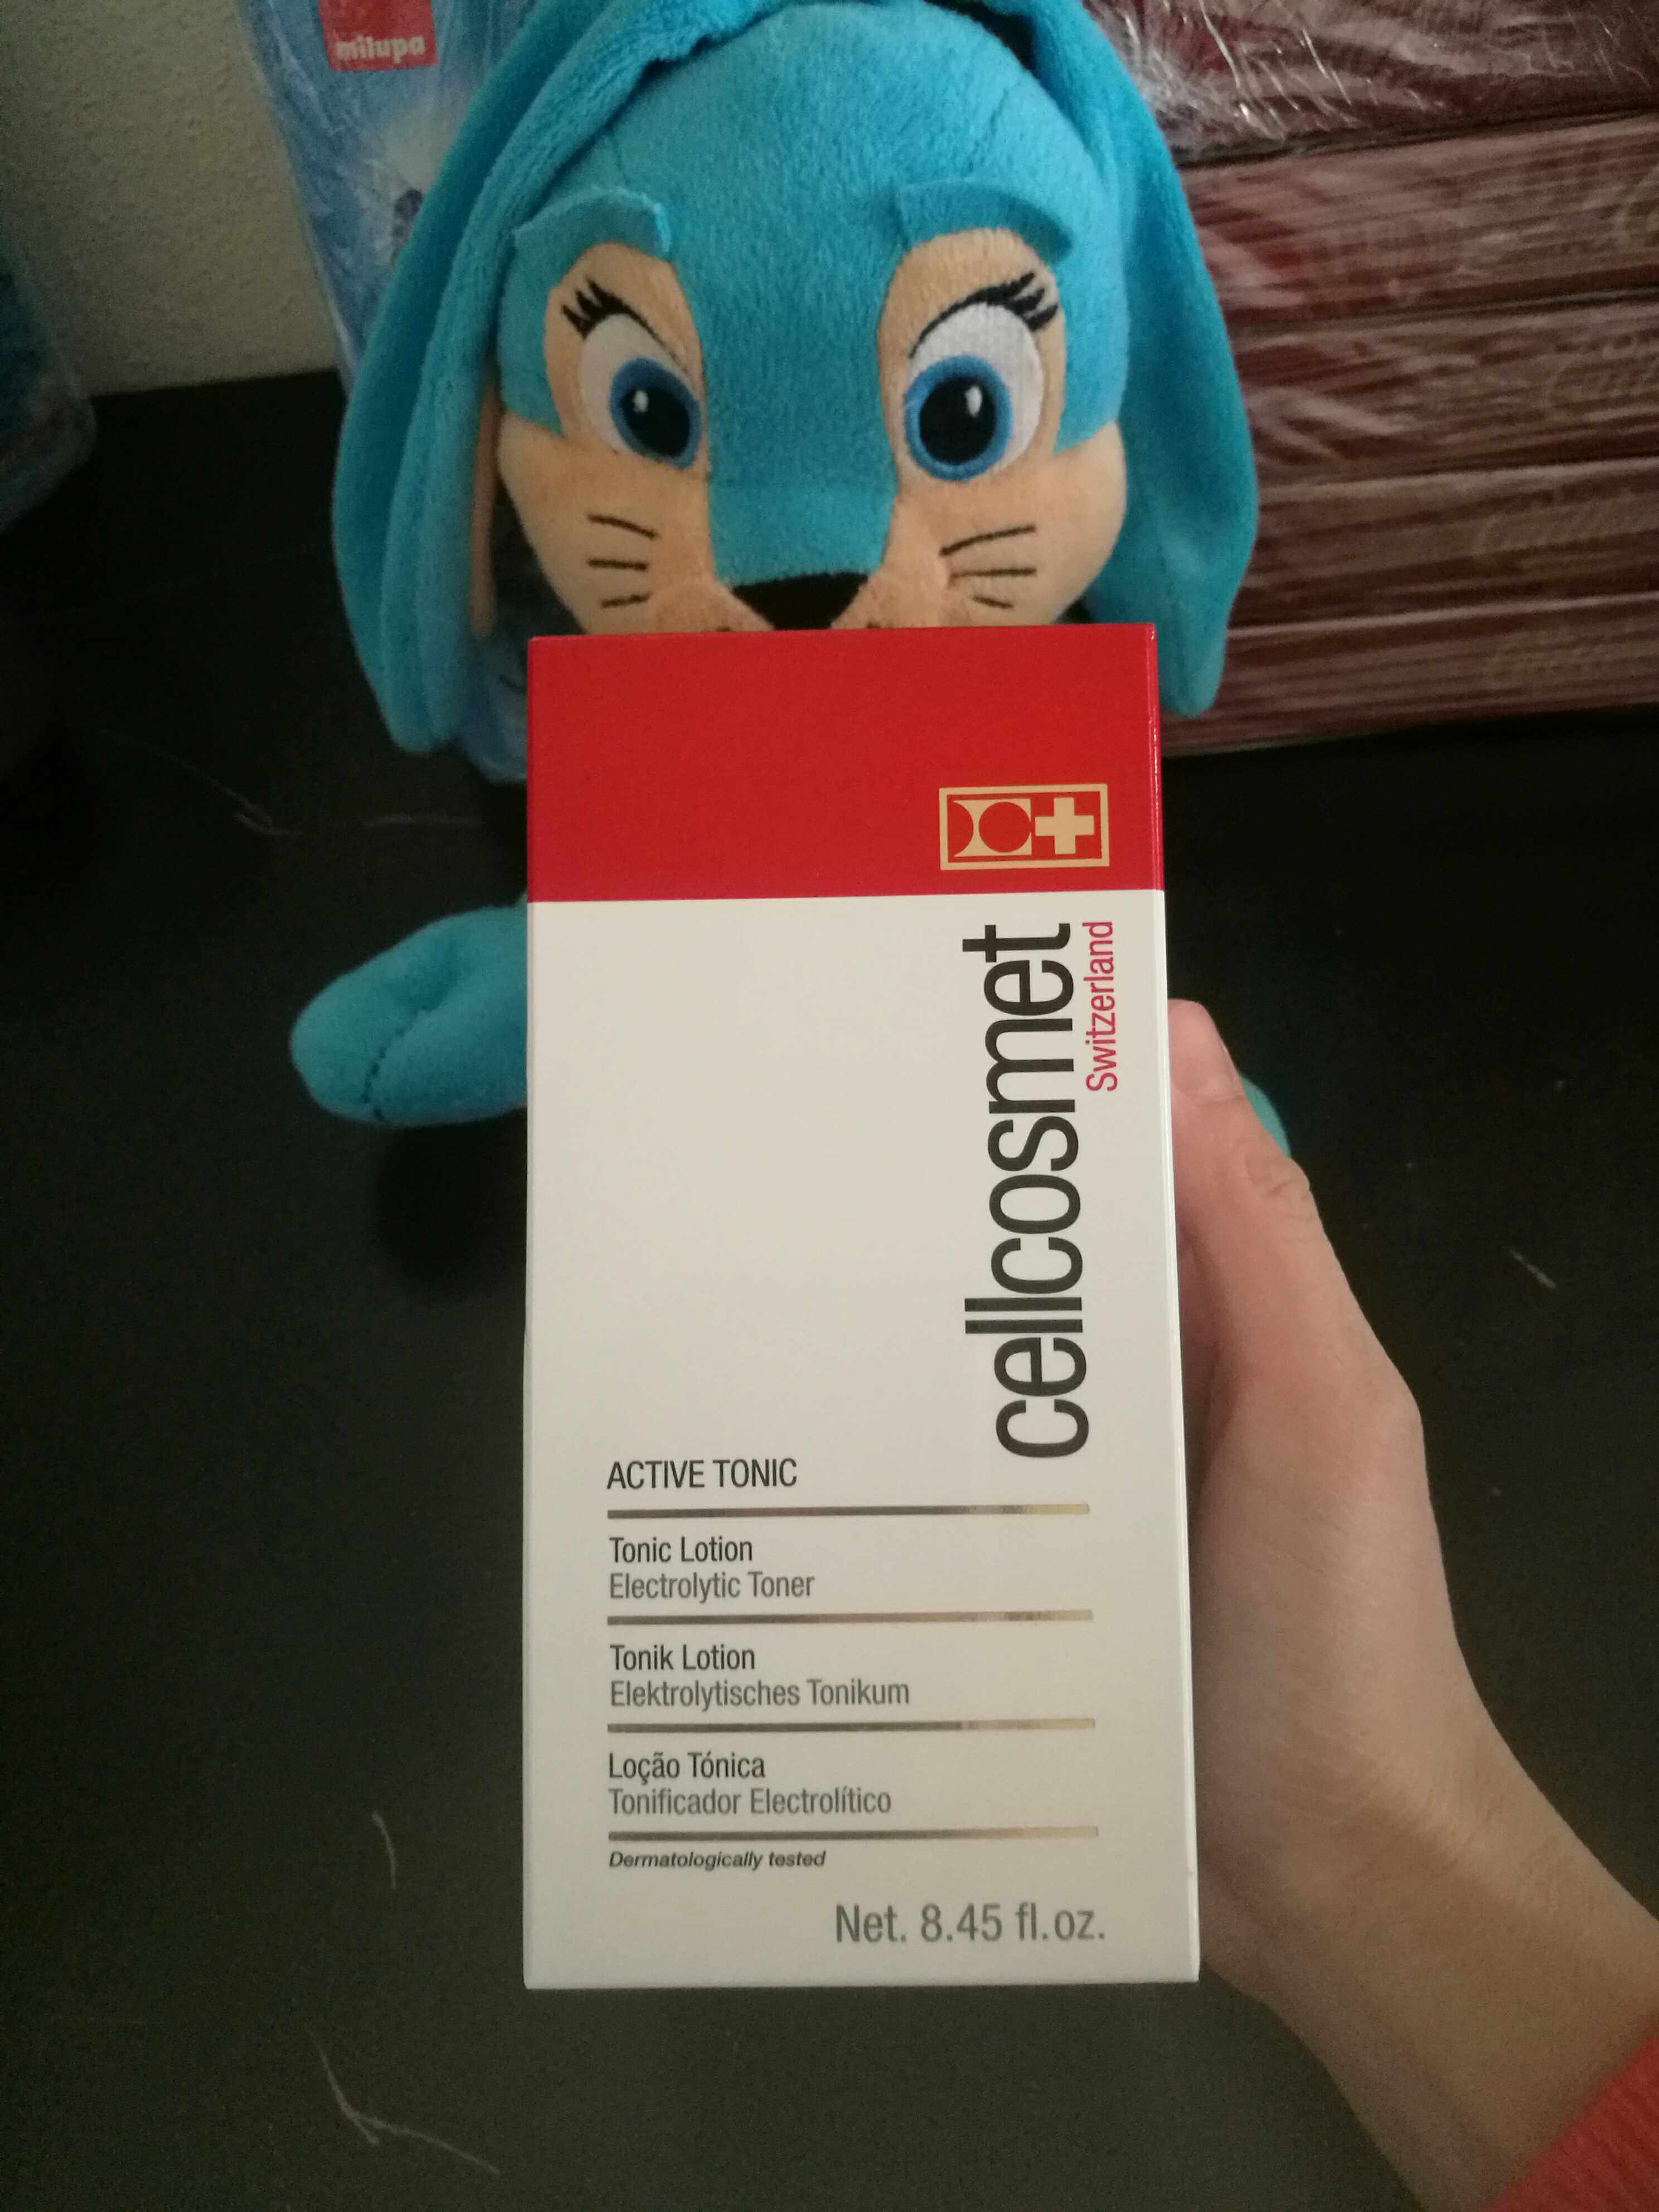 milupa
cellcosmet
Switzerland
ACTIVE TONIC
Tonic Lotion
Electrolytic Toner
Tonik Lotion
Elektrolytisches Tonikum
Loção Tónica
Tonificador Electrolítico
Dermatologically tested
Net. 8.45 fl.oz.